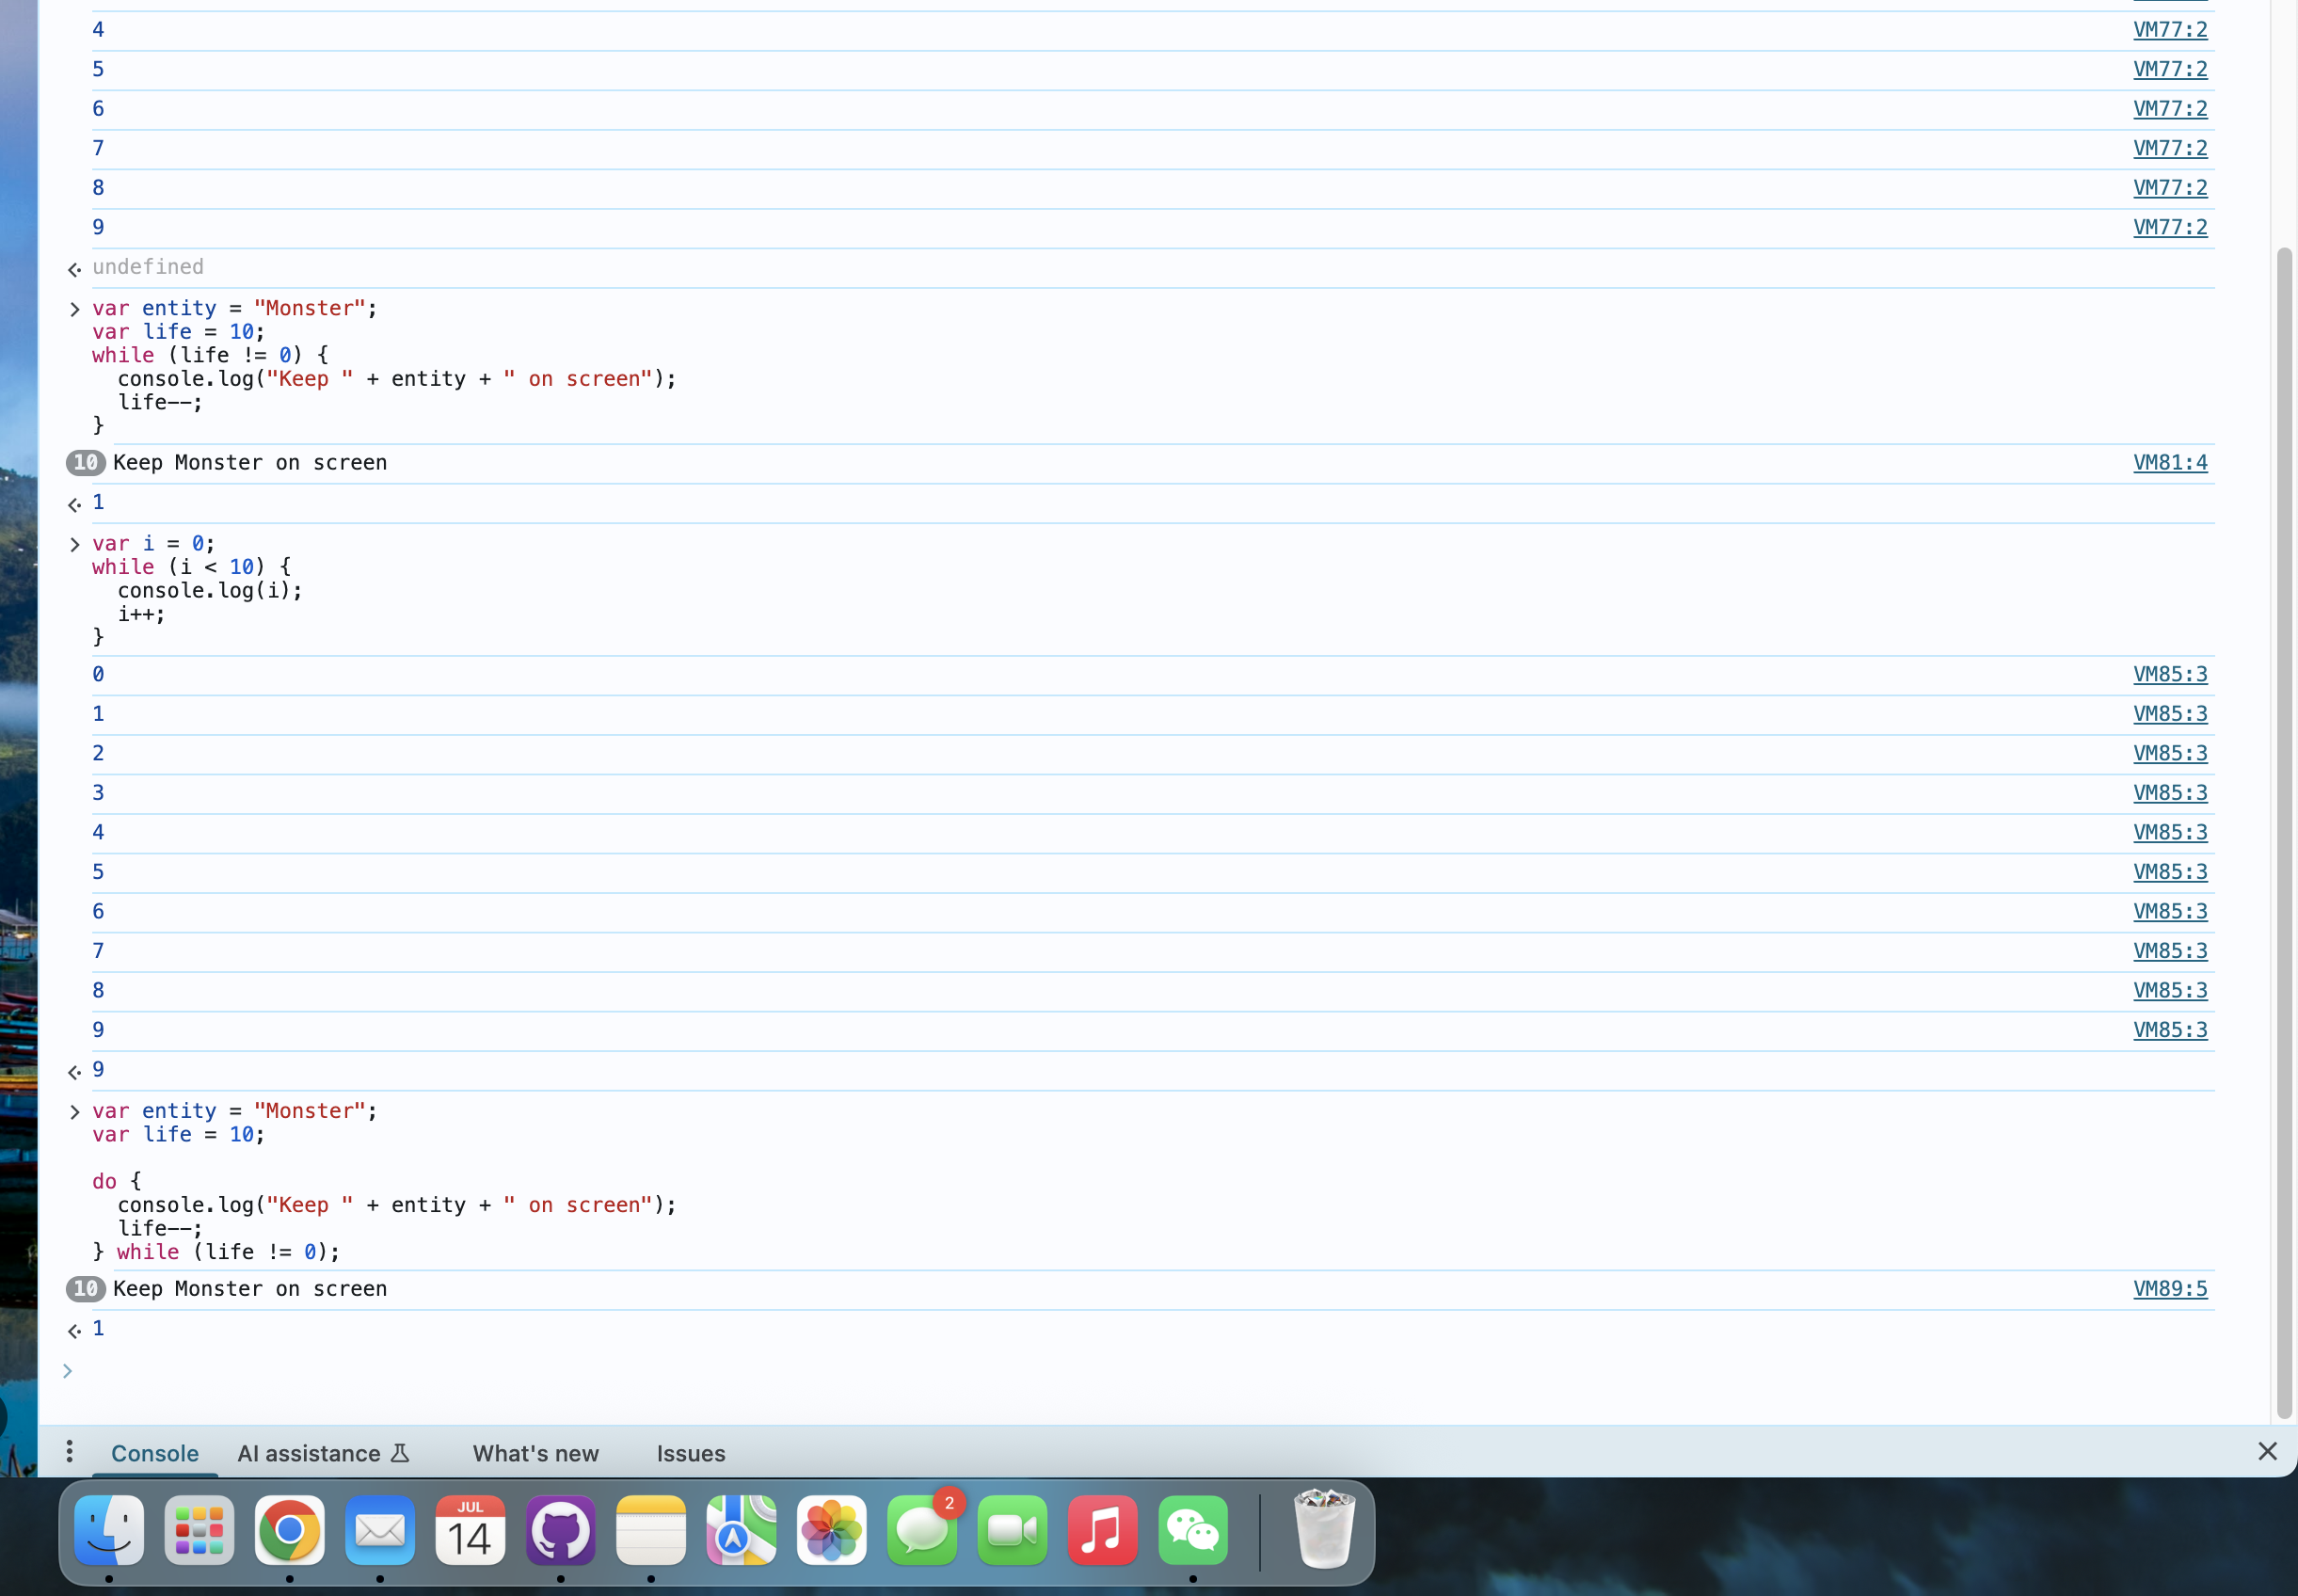 4 VM77:2
5 VM77:2
6 VM77:2
7 VM77:2
8 VM77:2
9 VM77:2
undefined
var entity = "Monster";
var life = 10;
while (life != 0) {
  console.log("Keep " + entity + " on screen");
  life--;
}
10 Keep Monster on screen VM81:4
1
var i = 0;
while (i < 10) {
  console.log(i);
  i++;
}
0 VM85:3
1 VM85:3
2 VM85:3
3 VM85:3
4 VM85:3
5 VM85:3
6 VM85:3
7 VM85:3
8 VM85:3
9 VM85:3
9
var entity = "Monster";
var life = 10;
do {
  console.log("Keep " + entity + " on screen");
  life--;
} while (life != 0);
10 Keep Monster on screen VM89:5
1
Console AI assistance What's new Issues
JUL 2
14